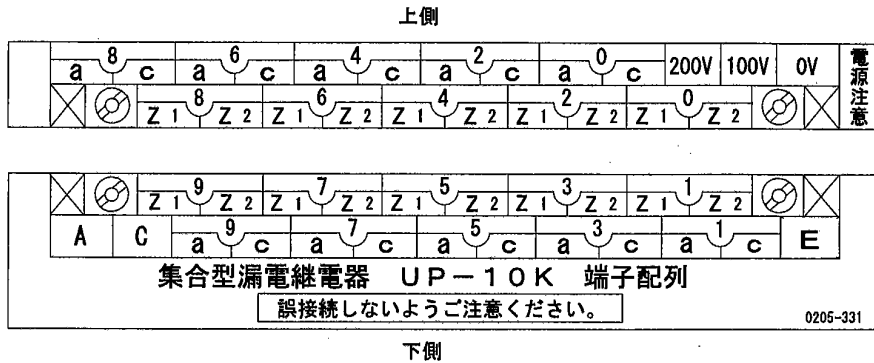 上側
8 6 4 2 0
a c a c a c a c a c 200V 100V 0V 電源注意
8 6 4 2 0
Z1 Z2 Z1 Z2 Z1 Z2 Z1 Z2 Z1 Z2
9 7 5 3 1
Z1 Z2 Z1 Z2 Z1 Z2 Z1 Z2 Z1 Z2
A C 9 7 5 3 1 E
a c a c a c a c a c
集合型漏電継電器 UP-10K 端子配列
誤接続しないようご注意ください。
0205-331
下側